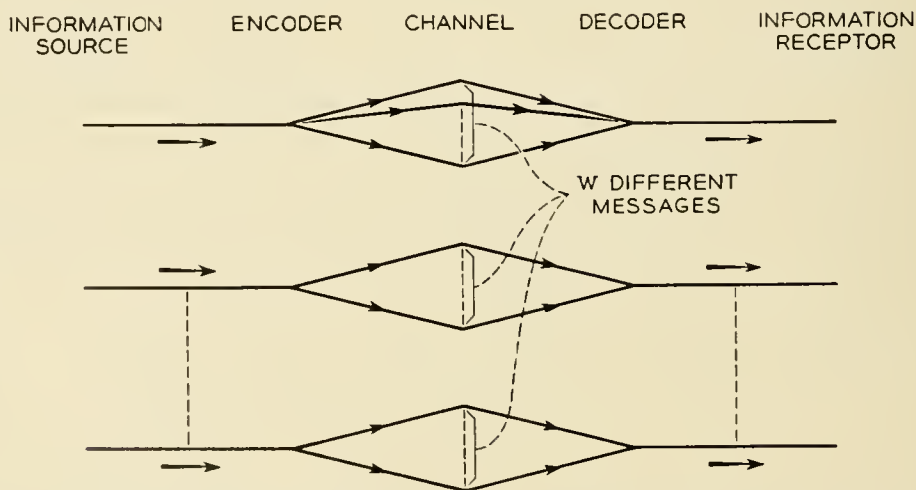 INFORMATION SOURCE
ENCODER
CHANNEL
DECODER
INFORMATION RECEPTOR
W DIFFERENT
MESSAGES